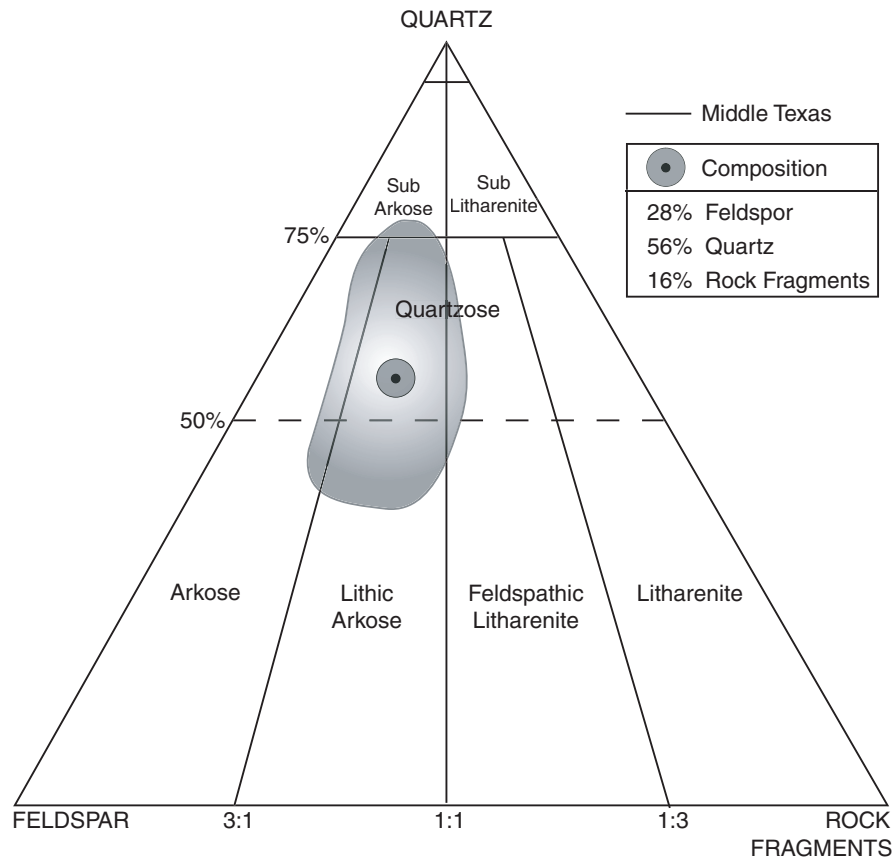 QUARTZ
Middle Texas
Composition
28% Feldspor
56% Quartz
16% Rock Fragments
Sub
Arkose
Sub
Litharenite
75%
Quartzose
50%
Arkose
Lithic
Arkose
Feldspathic
Litharenite
Litharenite
FELDSPAR
3:1
1:1
1:3
ROCK
FRAGMENTS